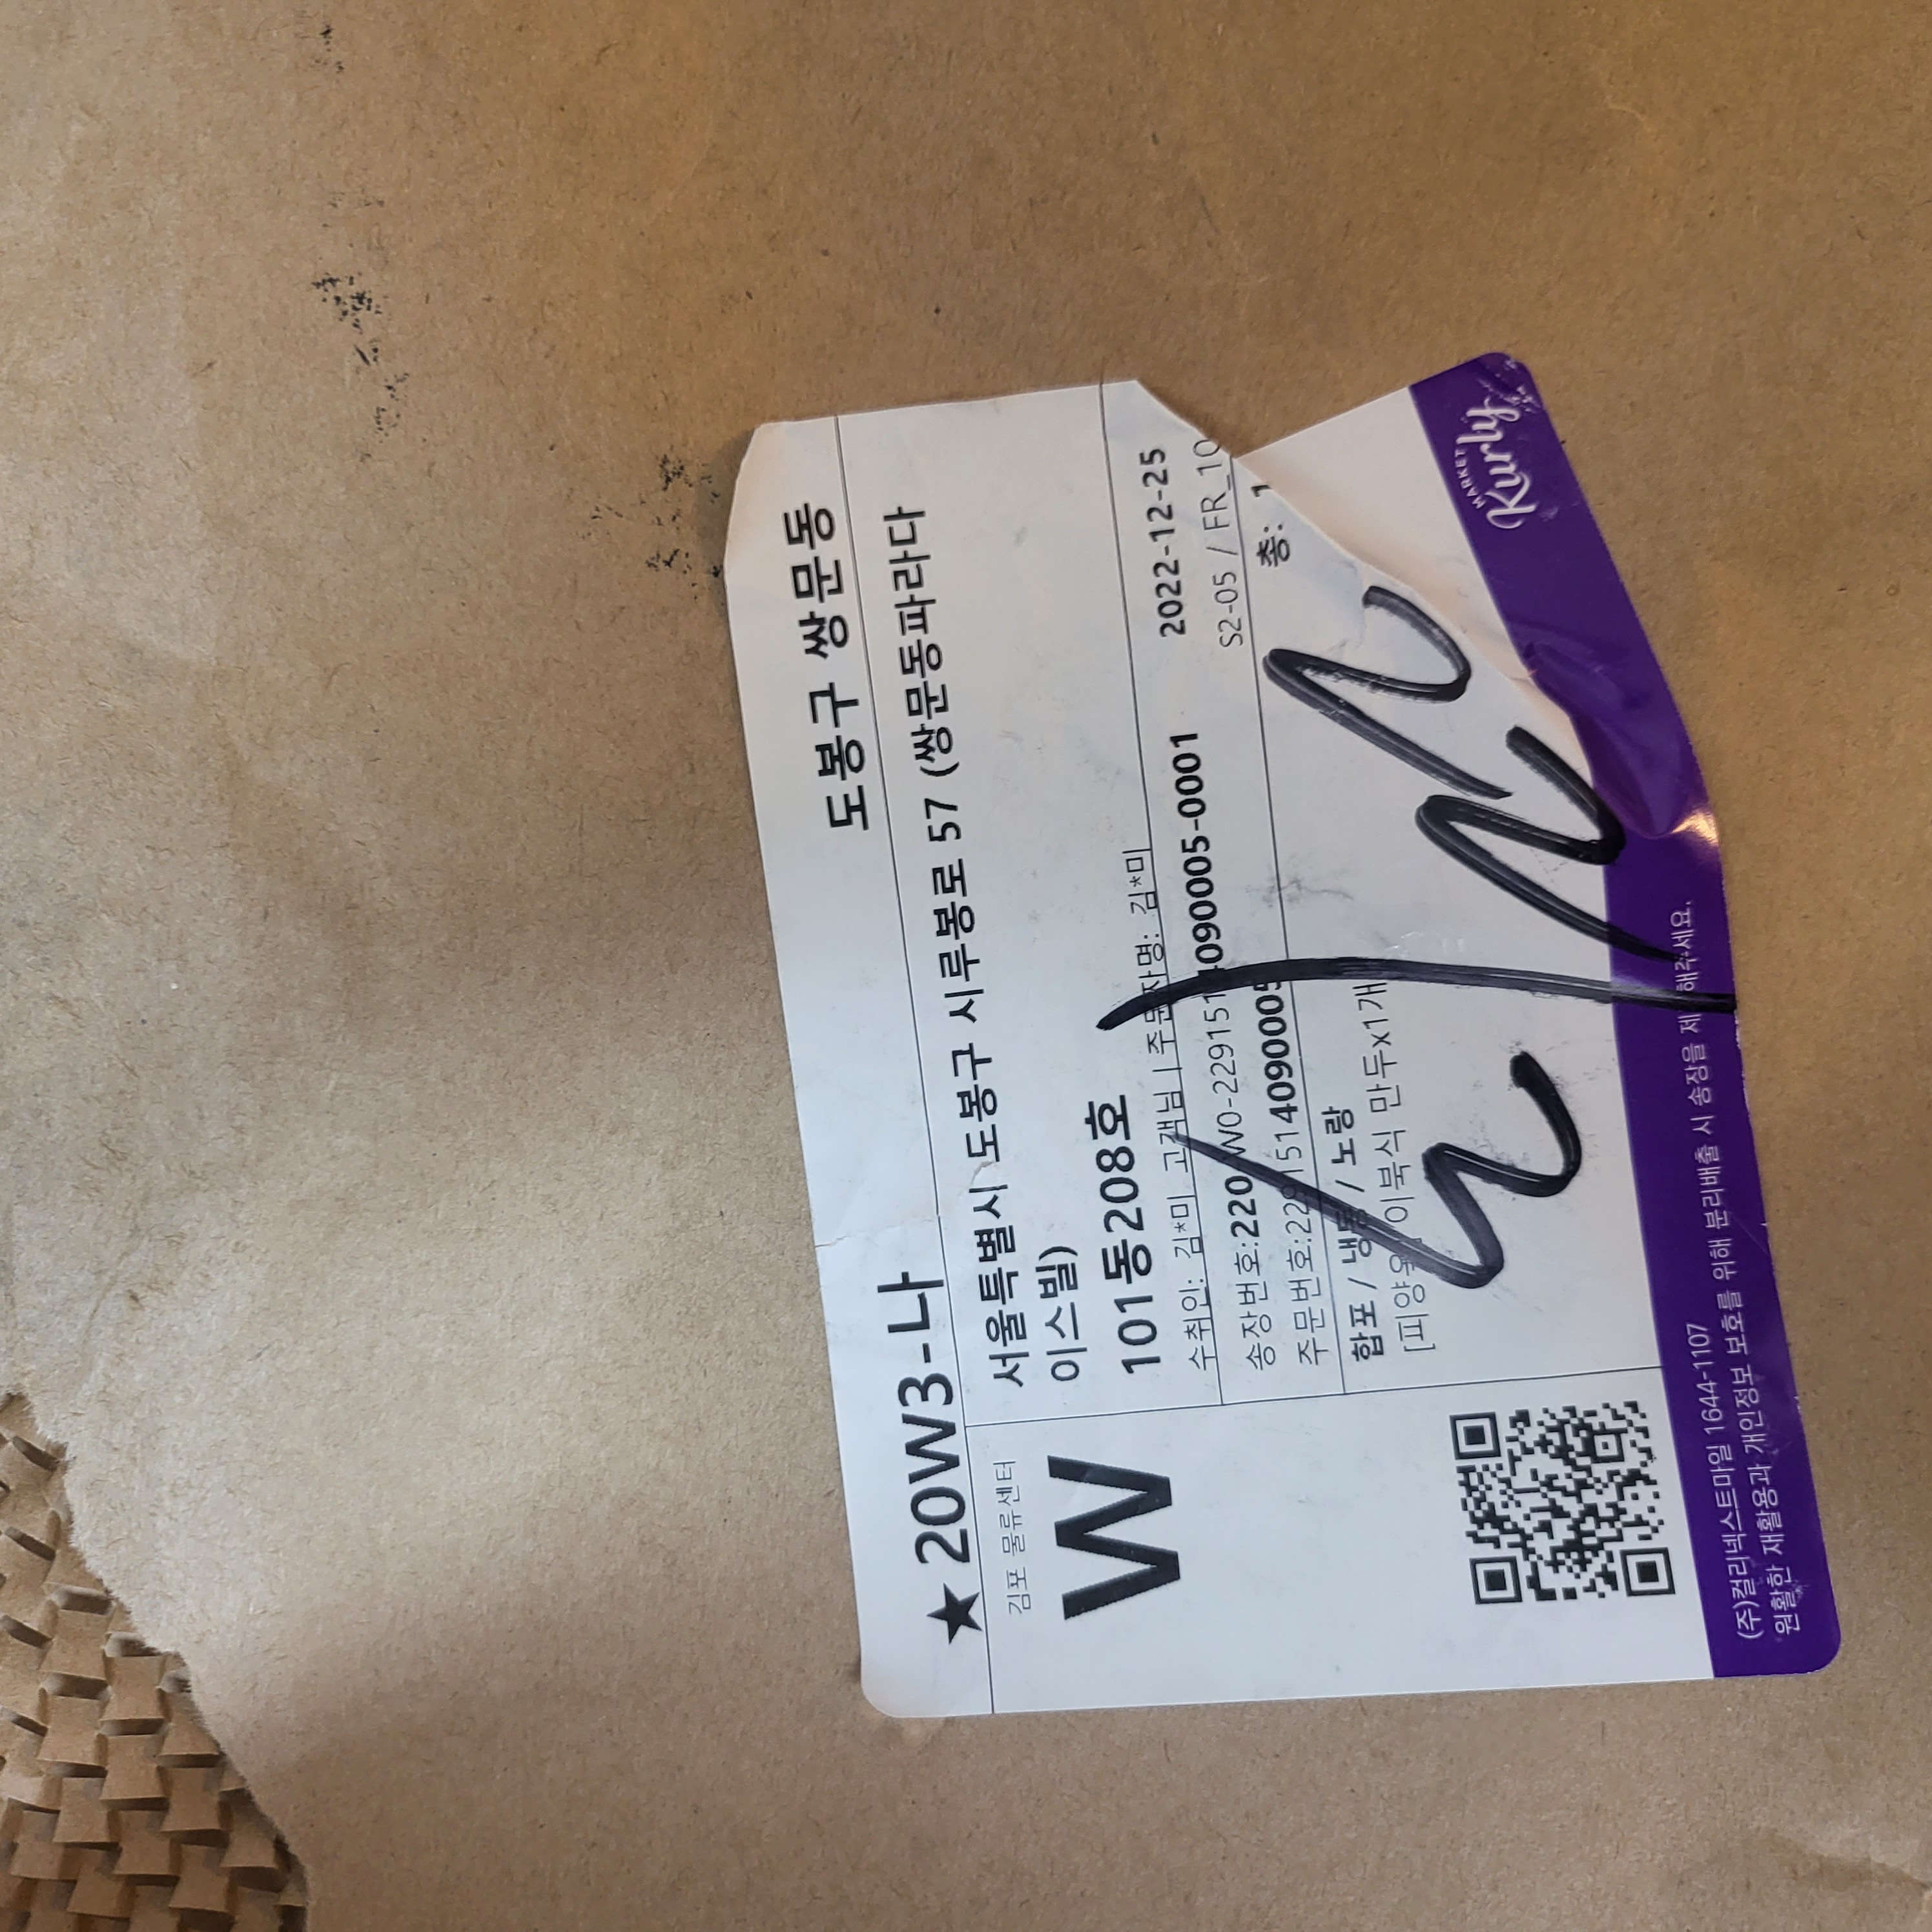 ★ 20W3-나 도봉구 쌍문동
김포 물류센터
W
서울특별시 도봉구 시루봉로 57 (쌍문동파라다
이스빌)
101동208호
수취인: 김*미 고객님 | 주문자명: 김*미
송장번호:220 W0-2291514090005-0001 2022-12-25
S2-05 / FR_10
주문번호:2291514090005
총: 1
합포 / 냉동 / 노랑
[피양옥] 이북식 만두x1개
MARKET
Kurly
(주)컬리넥스트마일 1644-1107
원활한 재활용과 개인정보 보호를 위해 분리배출 시 송장을 제거해주세요.